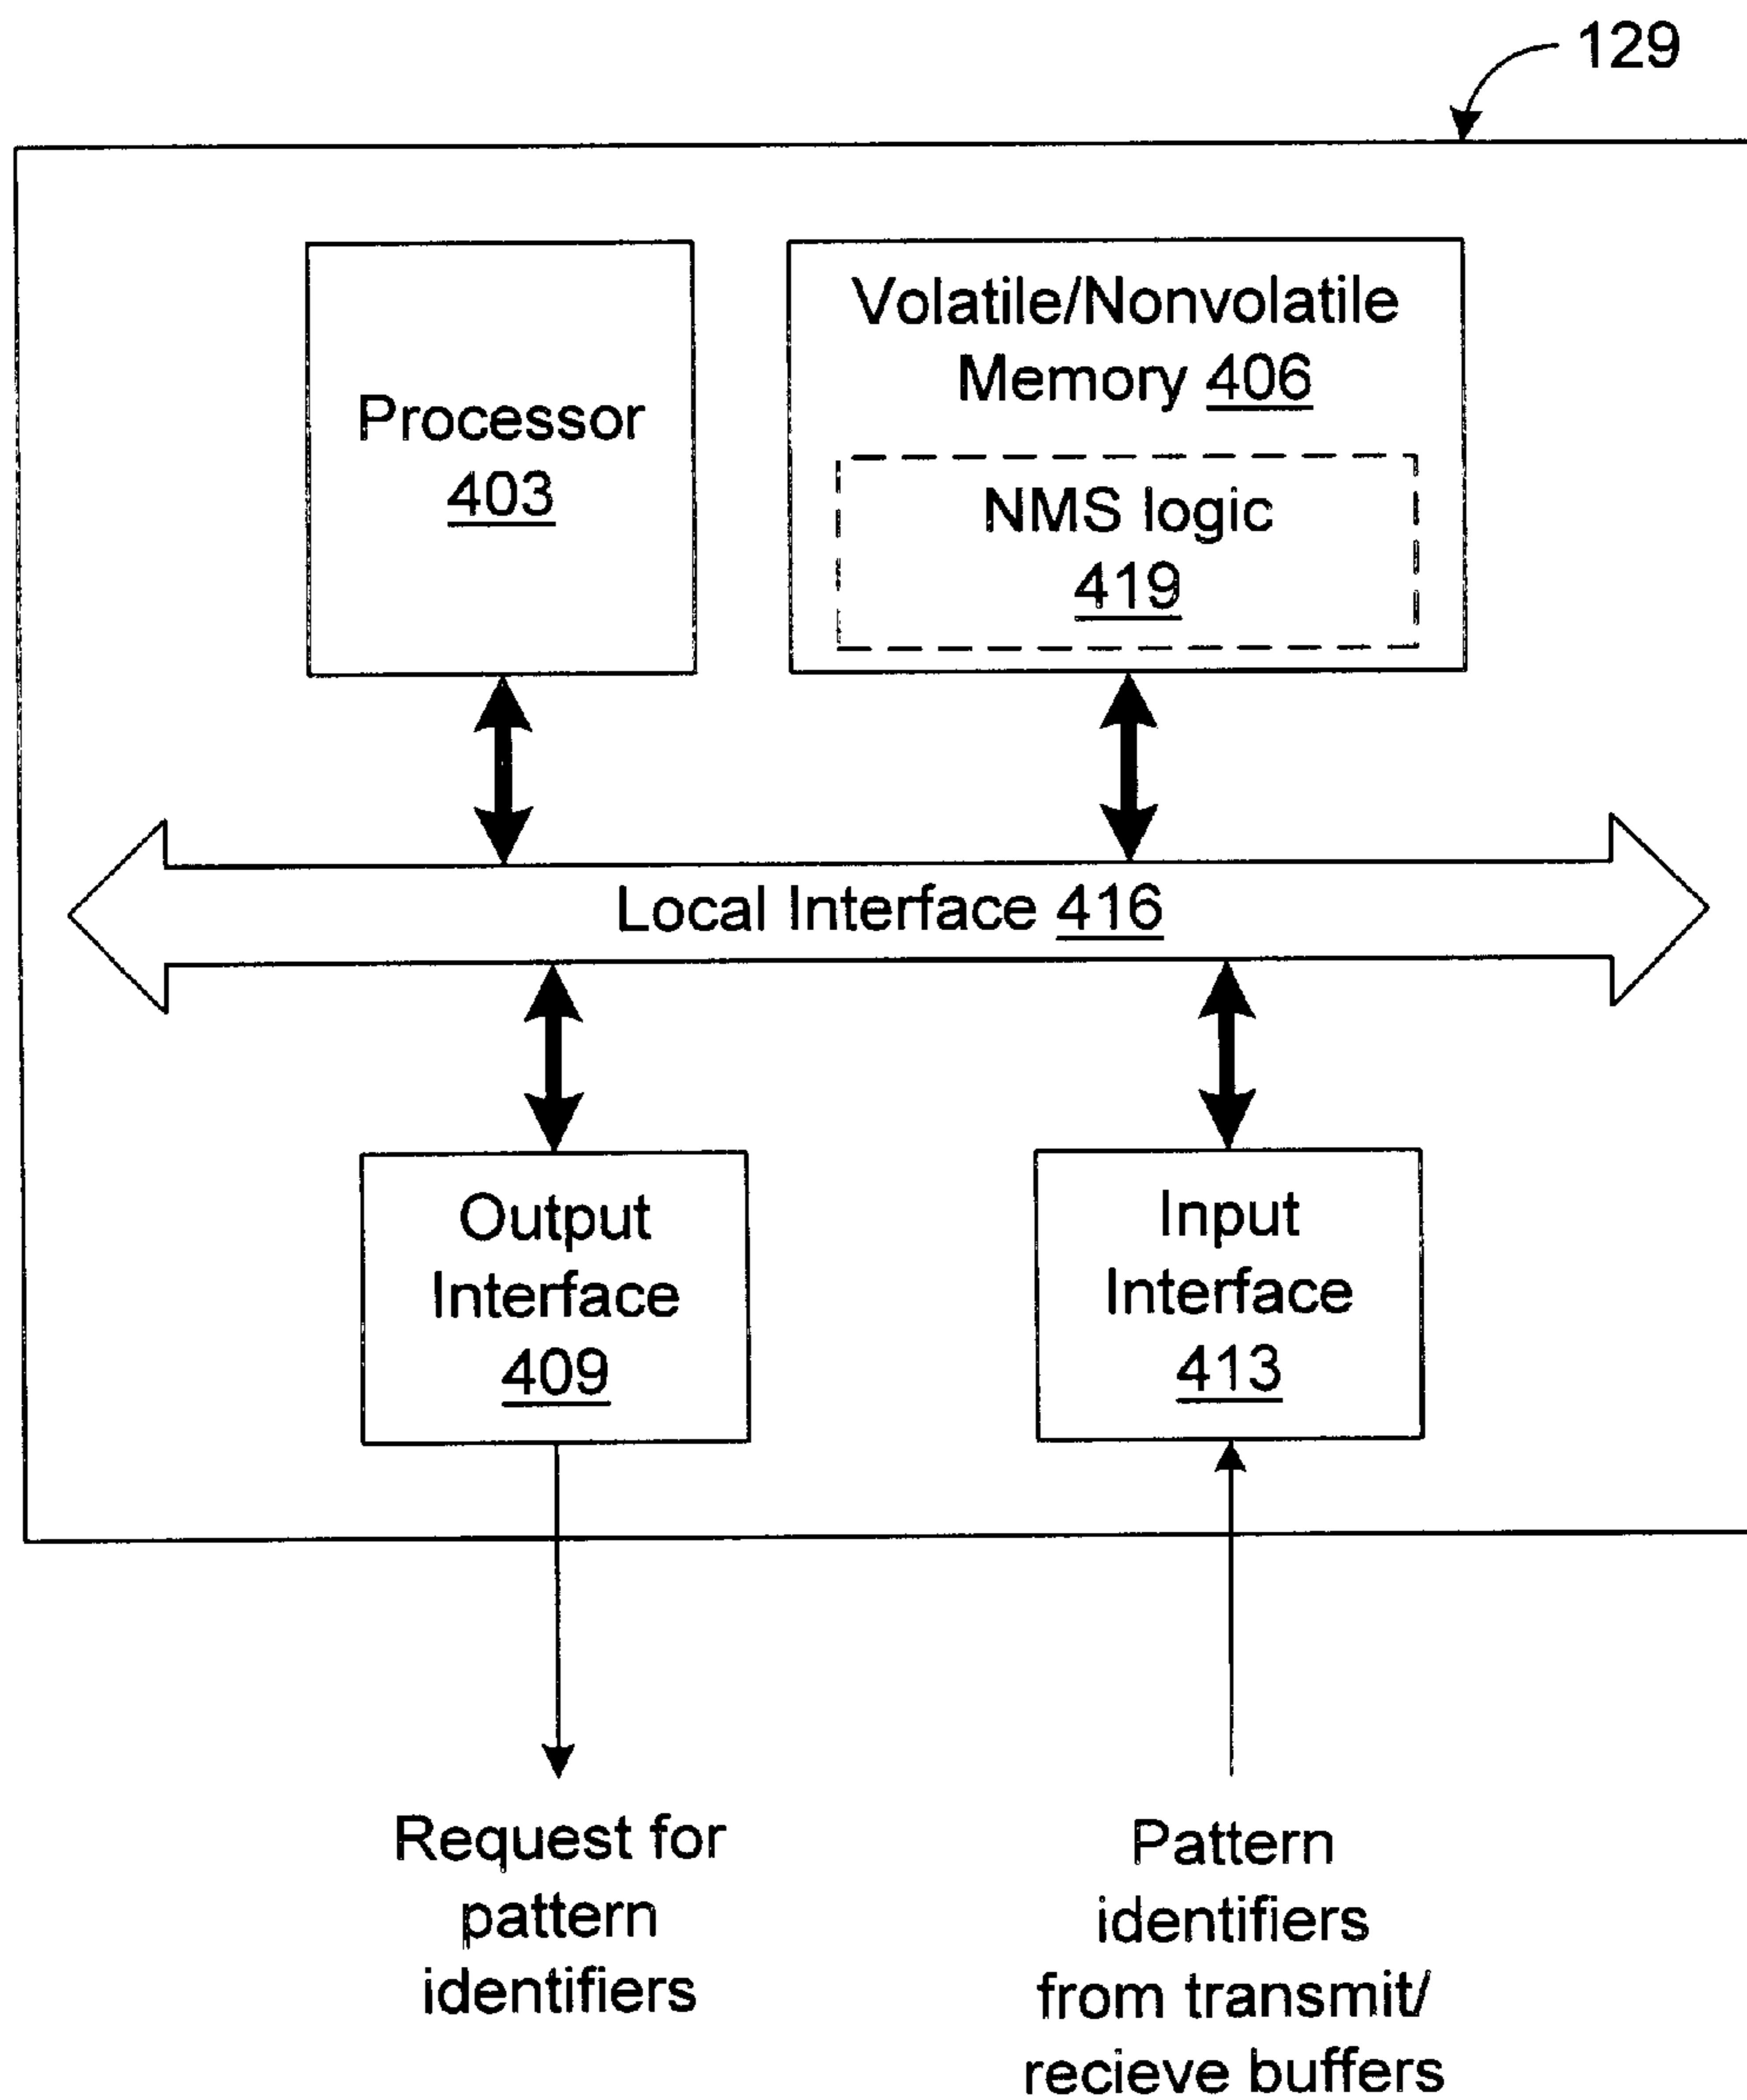 129
Processor
403
Volatile/Nonvolatile
Memory 406
NMS logic
419
Local Interface 416
Output
Interface
409
Input
Interface
413
Request for
pattern
identifiers
Pattern
identifiers
from transmit/
recieve buffers